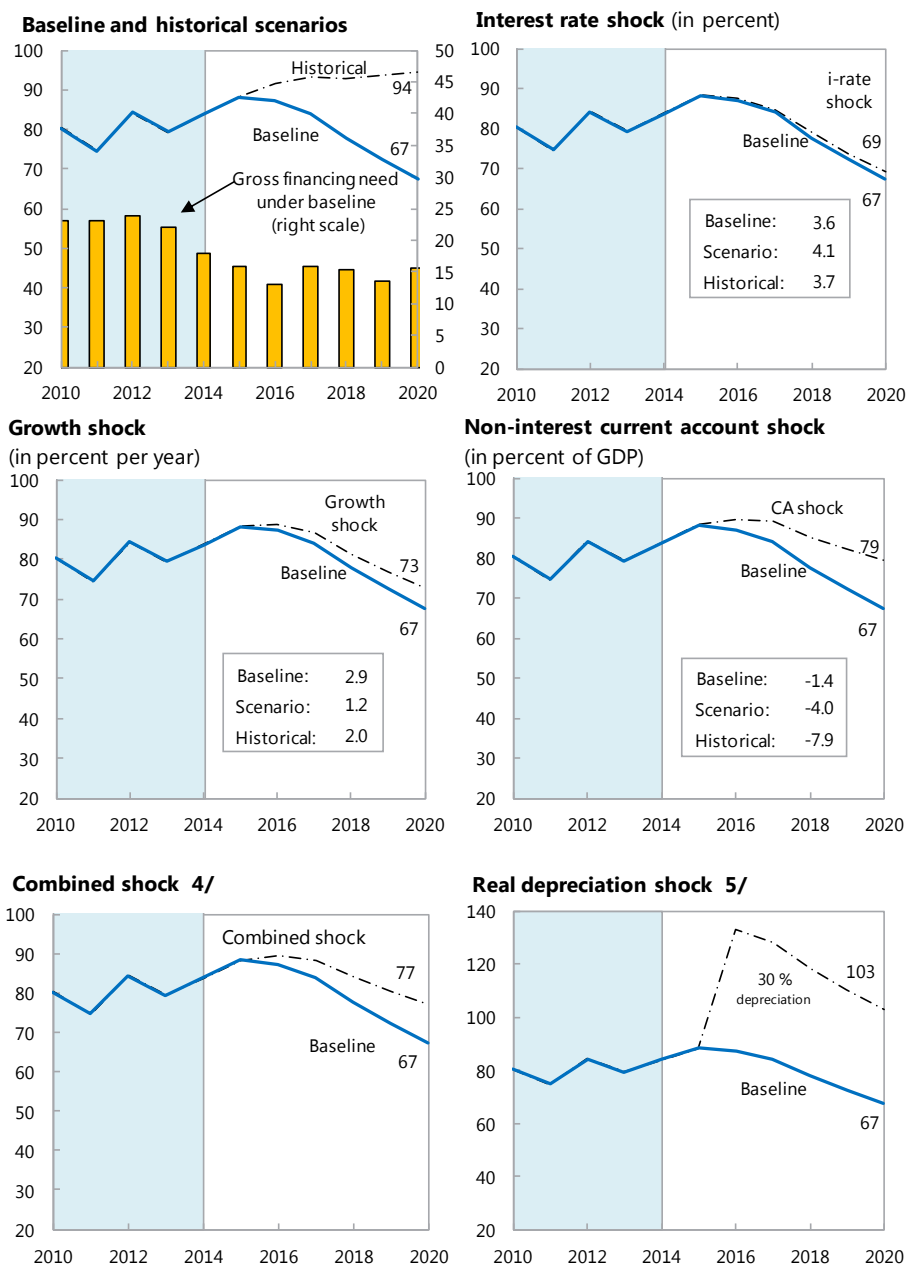 Baseline and historical scenarios
100
90
80
70
60
50
40
30
20
50
45
40
35
30
25
20
15
10
5
0
Historical
94
Baseline
67
Gross financing need
under baseline
(right scale)
2010 2012 2014 2016 2018 2020
Interest rate shock (in percent)
100
90
80
70
60
50
40
30
20
i-rate
shock
Baseline
69
67
Baseline: 3.6
Scenario: 4.1
Historical: 3.7
2010 2012 2014 2016 2018 2020
Growth shock
(in percent per year)
100
90
80
70
60
50
40
30
20
Growth
shock
73
Baseline
67
Baseline: 2.9
Scenario: 1.2
Historical: 2.0
2010 2012 2014 2016 2018 2020
Non-interest current account shock
(in percent of GDP)
100
90
80
70
60
50
40
30
20
CA shock
79
Baseline
67
Baseline: -1.4
Scenario: -4.0
Historical: -7.9
2010 2012 2014 2016 2018 2020
Combined shock 4/
100
90
80
70
60
50
40
30
20
Combined shock
77
Baseline
67
2010 2012 2014 2016 2018 2020
Real depreciation shock 5/
140
120
100
80
60
40
20
30 %
depreciation
103
Baseline
67
2010 2012 2014 2016 2018 2020